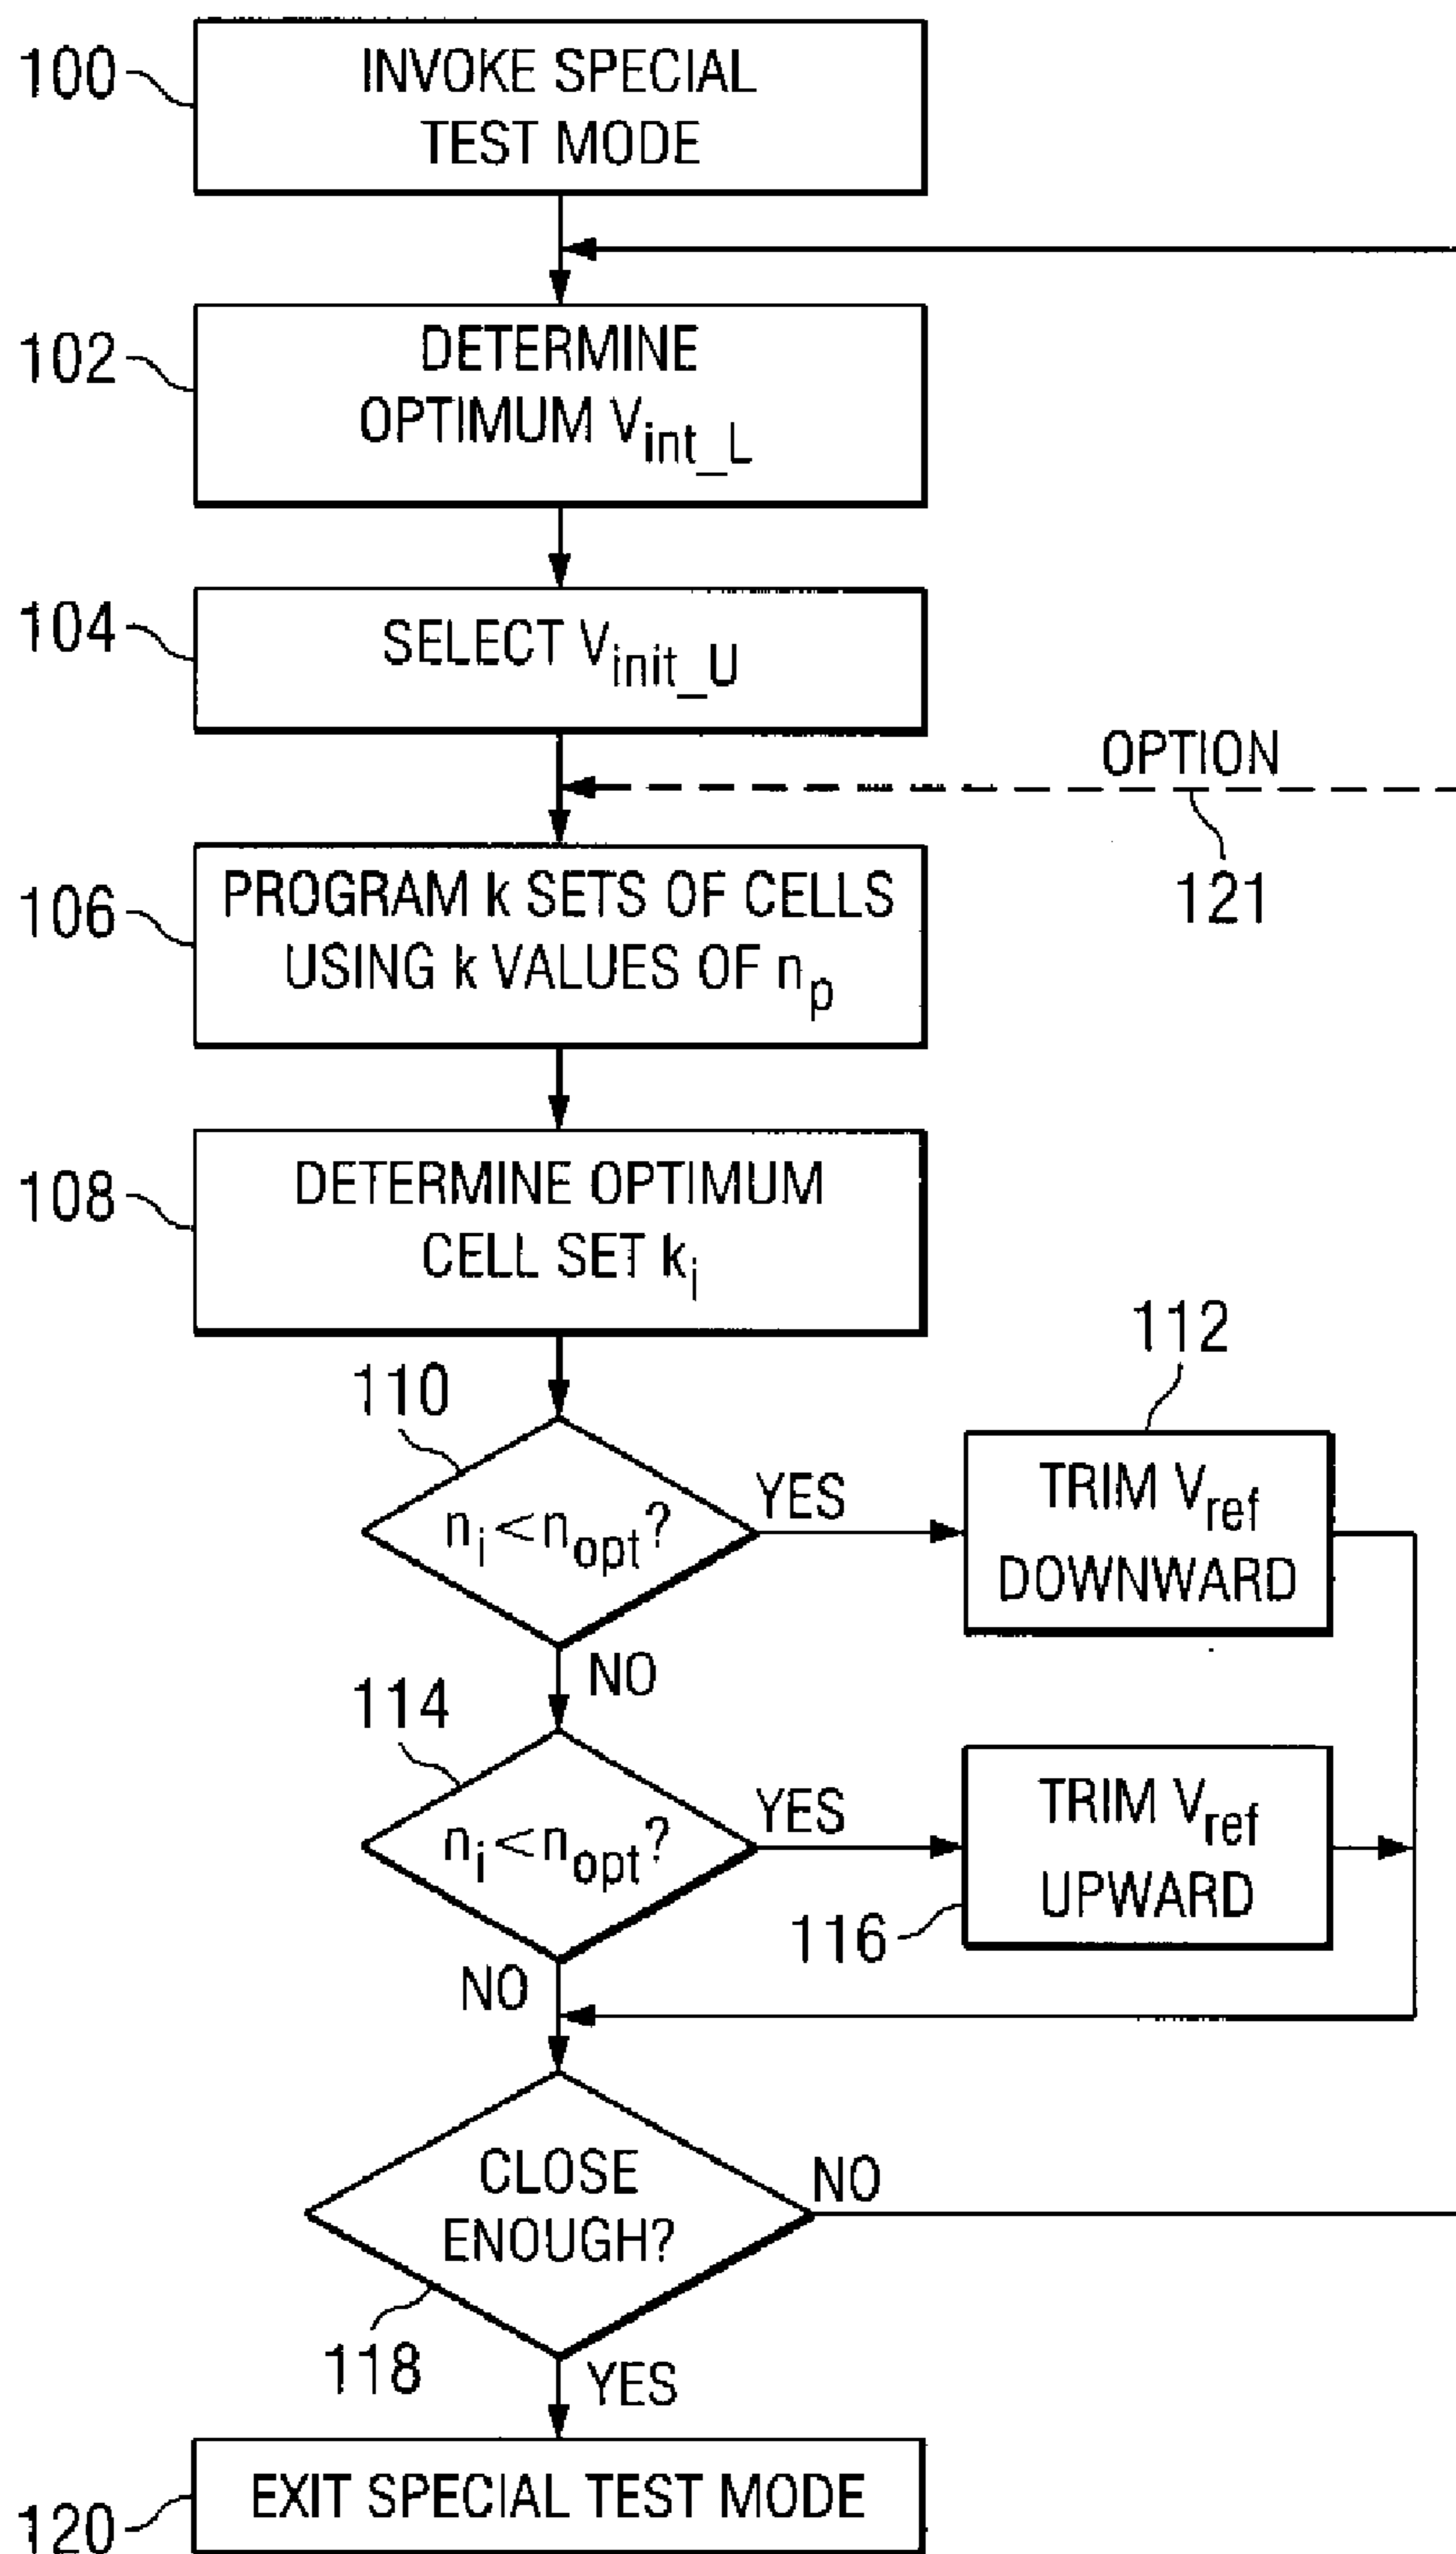 100
INVOKE SPECIAL
TEST MODE
102
DETERMINE
OPTIMUM V_int_L
104
SELECT V_init_U
OPTION
121
106
PROGRAM k SETS OF CELLS
USING k VALUES OF n_p
108
DETERMINE OPTIMUM
CELL SET k_i
110
n_i<n_opt?
YES
112
TRIM V_ref
DOWNWARD
NO
114
n_i<n_opt?
YES
TRIM V_ref
UPWARD
116
NO
CLOSE
ENOUGH?
NO
118
YES
EXIT SPECIAL TEST MODE
120